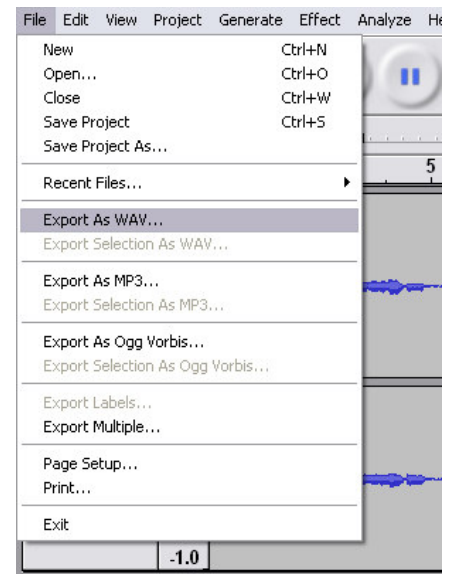 File Edit View Project Generate Effect Analyze
New Ctrl+N
Open... Ctrl+O
Close Ctrl+W
Save Project Ctrl+S
Save Project As...
5
Recent Files...
Export As WAV...
Export Selection As WAV...
Export As MP3...
Export Selection As MP3...
Export As Ogg Vorbis...
Export Selection As Ogg Vorbis...
Export Labels...
Export Multiple...
Page Setup...
Print...
Exit
-1.0